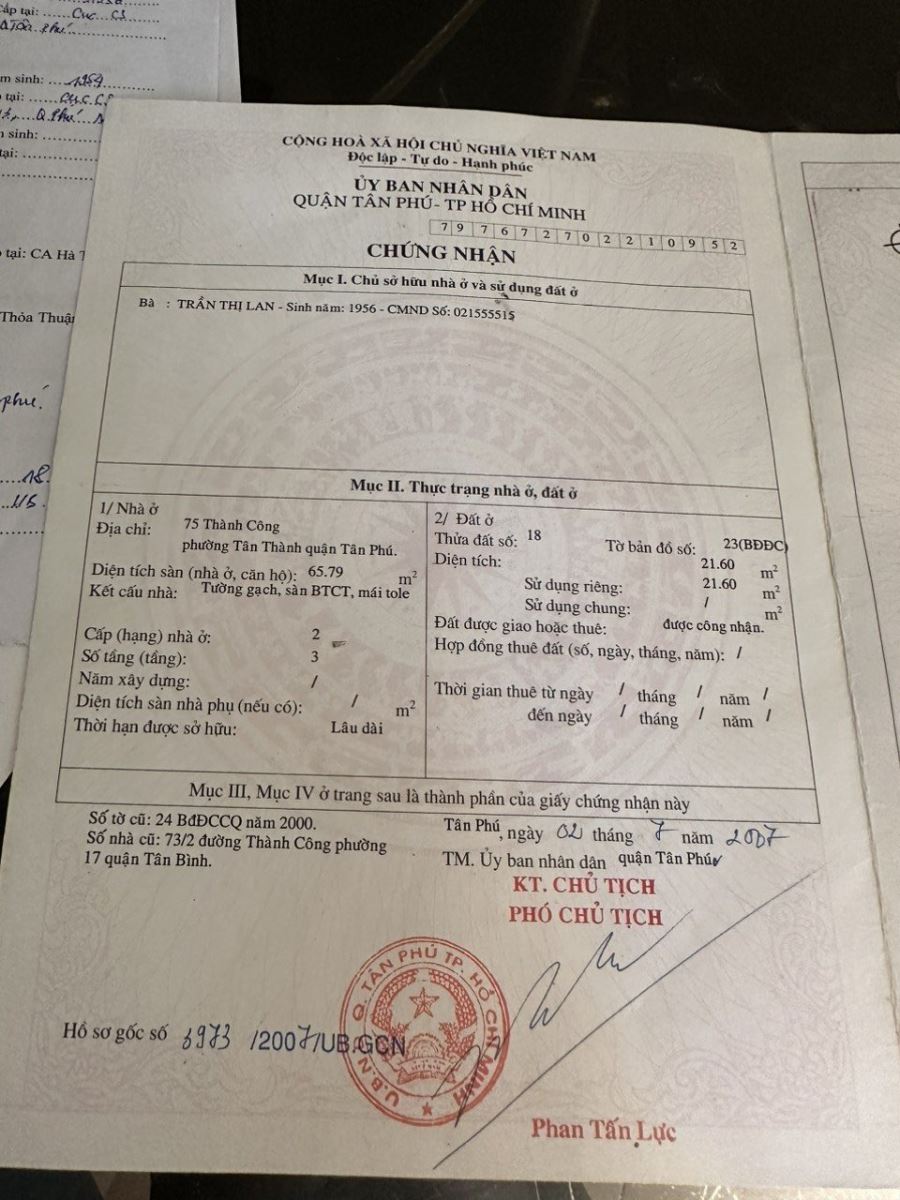 ấp tại: Cục CS
Tân Phú
m sinh: 1959
tại: Cục C.S
Q. Phú N
n sinh:
tại:
tại: CA Hà T
Thỏa Thuậ
phú.
18.
115.
CỘNG HOÀ XÃ HỘI CHỦ NGHĨA VIỆT NAM
Độc lập - Tự do - Hạnh phúc
ỦY BAN NHÂN DÂN
QUẬN TÂN PHÚ- TP HỒ CHÍ MINH
7 9 7 6 7 2 7 0 2 2 1 0 9 5 2
CHỨNG NHẬN
Mục I. Chủ sở hữu nhà ở và sử dụng đất ở
Bà : TRẦN THỊ LAN - Sinh năm: 1956 - CMND Số: 021555515
Mục II. Thực trạng nhà ở, đất ở
1/ Nhà ở
Địa chỉ: 75 Thành Công
phường Tân Thành quận Tân Phú.
Diện tích sàn (nhà ở, căn hộ): 65.79 m²
Kết cấu nhà: Tường gạch, sàn BTCT, mái tole
Cấp (hạng) nhà ở: 2
Số tầng (tầng): 3
Năm xây dựng: /
Diện tích sàn nhà phụ (nếu có): / m²
Thời hạn được sở hữu: Lâu dài
2/ Đất ở
Thửa đất số: 18 Tờ bản đồ số: 23(BĐĐC)
Diện tích: 21.60 m²
Sử dụng riêng: 21.60 m²
Sử dụng chung: / m²
Đất được giao hoặc thuê: được công nhận.
Hợp đồng thuê đất (số, ngày, tháng, năm): /
Thời gian thuê từ ngày / tháng / năm /
đến ngày / tháng / năm /
Mục III, Mục IV ở trang sau là thành phần của giấy chứng nhận này
Số tờ cũ: 24 BđĐCCQ năm 2000.
Số nhà cũ: 73/2 đường Thành Công phường
17 quận Tân Bình.
Tân Phú, ngày 02 tháng 7 năm 2007
TM. Ủy ban nhân dân quận Tân Phú
KT. CHỦ TỊCH
PHÓ CHỦ TỊCH
U.B.N.D Q. TÂN PHÚ T.P. HỒ CHÍ MINH
Hồ sơ gốc số 3973 /2007/UB.GCN
Phan Tấn Lực